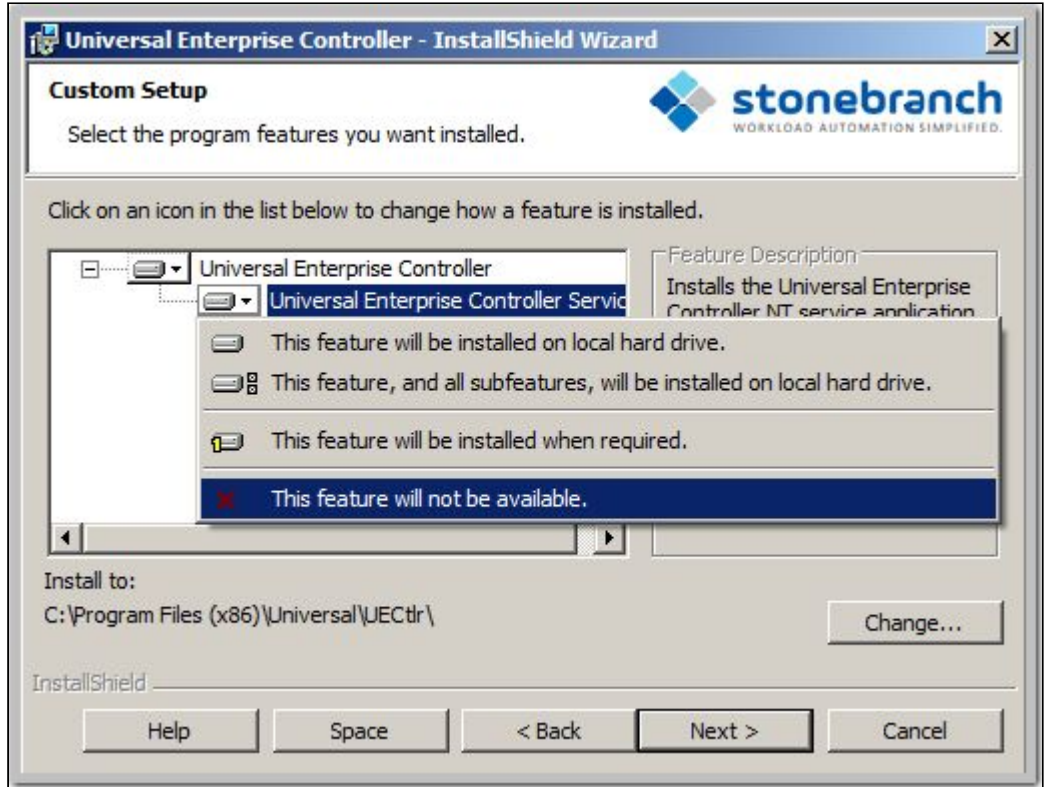 Universal Enterprise Controller - InstallShield Wizard
Custom Setup
Select the program features you want installed.
stonebranch
WORKLOAD AUTOMATION SIMPLIFIED.
Click on an icon in the list below to change how a feature is installed.
Universal Enterprise Controller
Universal Enterprise Controller Servic
Feature Description
Installs the Universal Enterprise
Controller NT service application
This feature will be installed on local hard drive.
This feature, and all subfeatures, will be installed on local hard drive.
This feature will be installed when required.
This feature will not be available.
Install to:
C:\Program Files (x86)\Universal\UECtlr\
Change...
InstallShield
Help
Space
< Back
Next >
Cancel